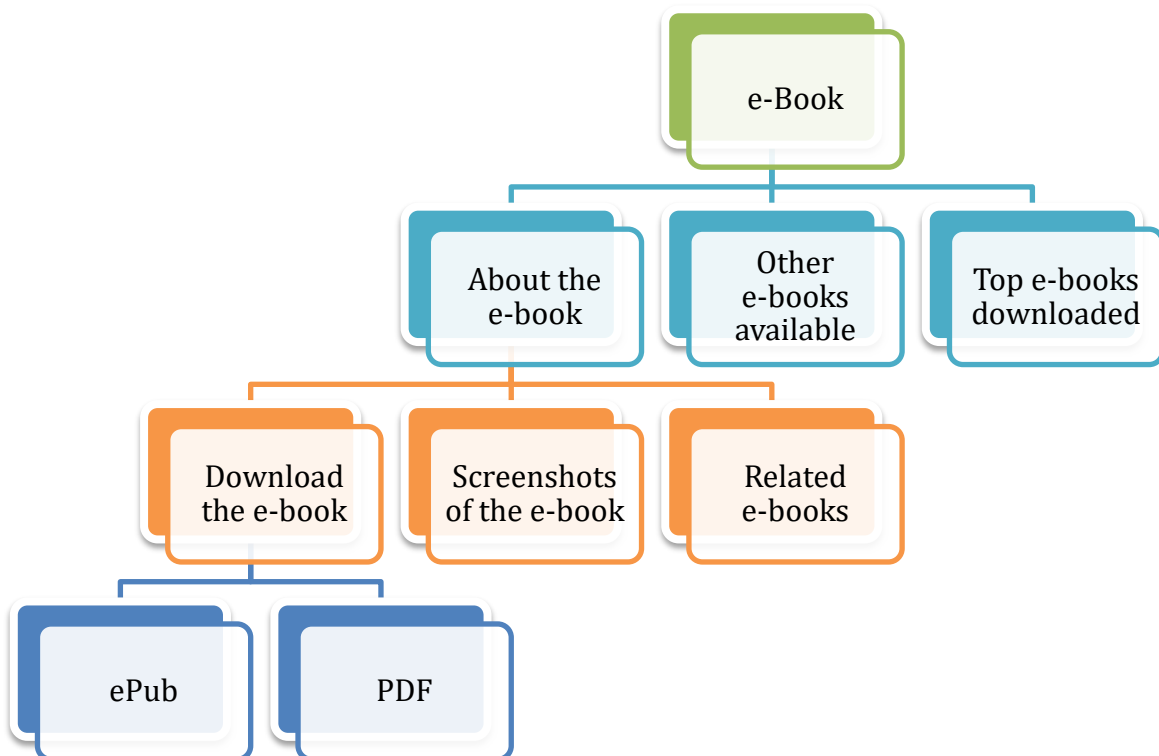 e-Book
About the
e-book
Other
e-books
available
Top e-books
downloaded
Download
the e-book
Screenshots
of the e-book
Related
e-books
ePub
PDF